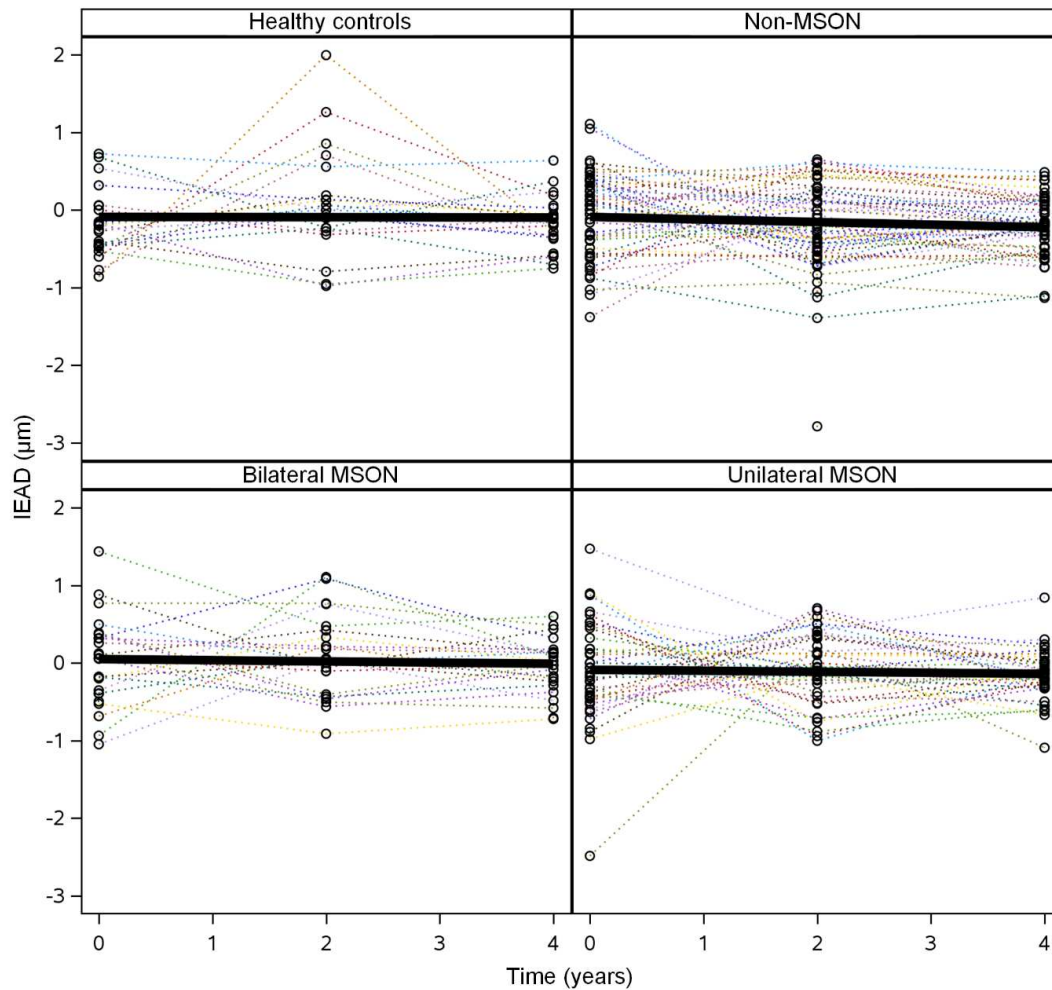 Healthy controls
Non-MSON
2
1
0
-1
-2
-3
IEAD (µm)
Bilateral MSON
Unilateral MSON
2
1
0
-1
-2
-3
0 1 2 3 4 0 1 2 3 4
Time (years)